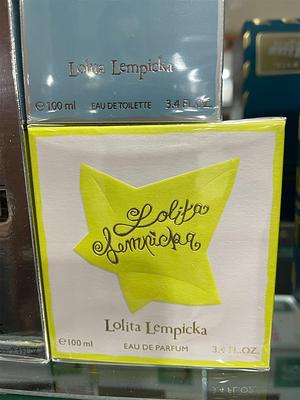 Lolita Lempicka
℮100 ml EAU DE TOILETTE 3.4 FL.OZ.
Lolita
Lempicka
Lolita Lempicka
℮100 ml EAU DE PARFUM 3.4 FL.OZ.